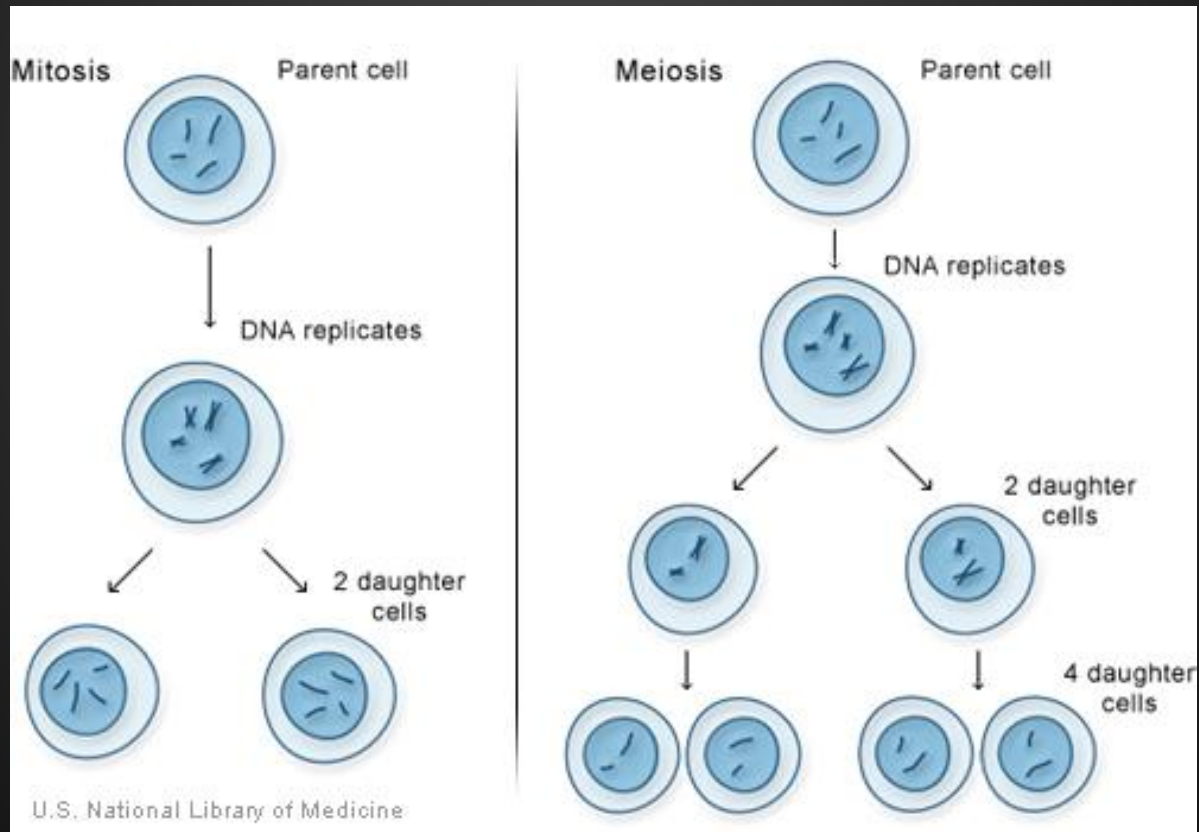 Mitosis
Parent cell
DNA replicates
2 daughter
cells
U.S. National Library of Medicine
Meiosis
Parent cell
DNA replicates
2 daughter
cells
4 daughter
cells